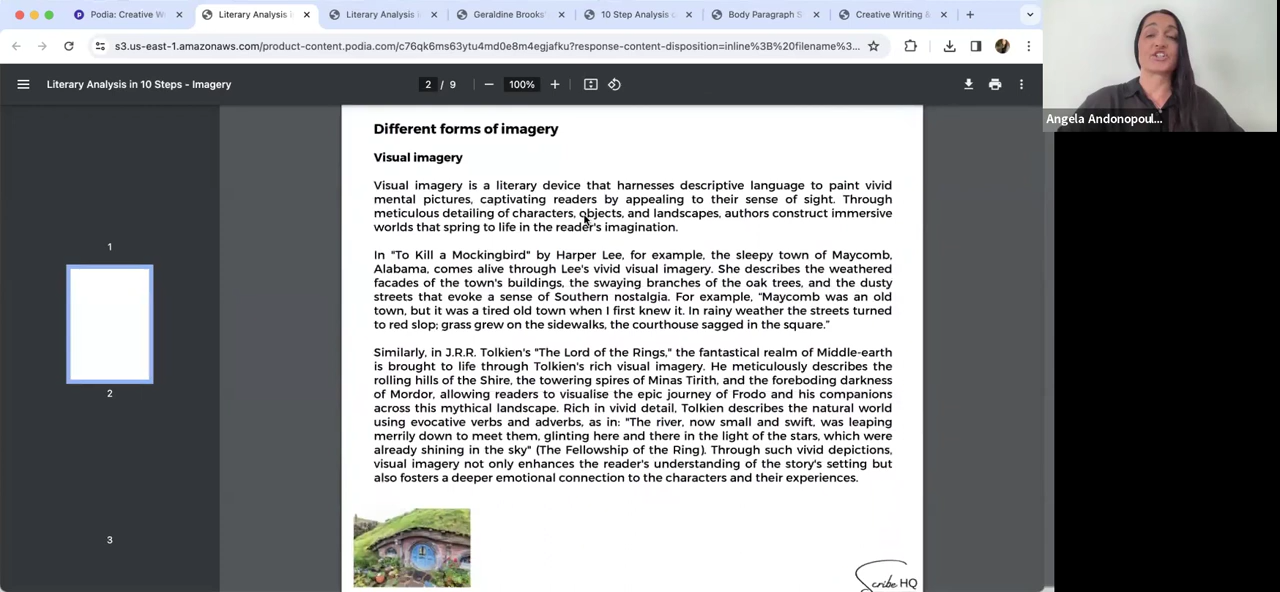 Podia: Creative W
Literary Analysis i
Literary Analysis
Geraldine Brooks'
10 Step Analysis
Body Paragraph S
Creative Writing &
s3.us-east-1.amazonaws.com/product-content.podia.com/c76qk6ms63ytu4md0e8m4egjafku?response-content-disposition=inline%3B%20filename%3...
Literary Analysis in 10 Steps - Imagery
2 / 9
100%
Angela Andonopoul...
1
2
3
Different forms of imagery
Visual imagery
Visual imagery is a literary device that harnesses descriptive language to paint vivid
mental pictures, captivating readers by appealing to their sense of sight. Through
meticulous detailing of characters, objects, and landscapes, authors construct immersive
worlds that spring to life in the reader's imagination.
In "To Kill a Mockingbird" by Harper Lee, for example, the sleepy town of Maycomb,
Alabama, comes alive through Lee's vivid visual imagery. She describes the weathered
facades of the town's buildings, the swaying branches of the oak trees, and the dusty
streets that evoke a sense of Southern nostalgia. For example, “Maycomb was an old
town, but it was a tired old town when I first knew it. In rainy weather the streets turned
to red slop; grass grew on the sidewalks, the courthouse sagged in the square.”
Similarly, in J.R.R. Tolkien's "The Lord of the Rings," the fantastical realm of Middle-earth
is brought to life through Tolkien's rich visual imagery. He meticulously describes the
rolling hills of the Shire, the towering spires of Minas Tirith, and the foreboding darkness
of Mordor, allowing readers to visualise the epic journey of Frodo and his companions
across this mythical landscape. Rich in vivid detail, Tolkien describes the natural world
using evocative verbs and adverbs, as in: "The river, now small and swift, was leaping
merrily down to meet them, glinting here and there in the light of the stars, which were
already shining in the sky" (The Fellowship of the Ring). Through such vivid depictions,
visual imagery not only enhances the reader's understanding of the story's setting but
also fosters a deeper emotional connection to the characters and their experiences.
Scribe HQ